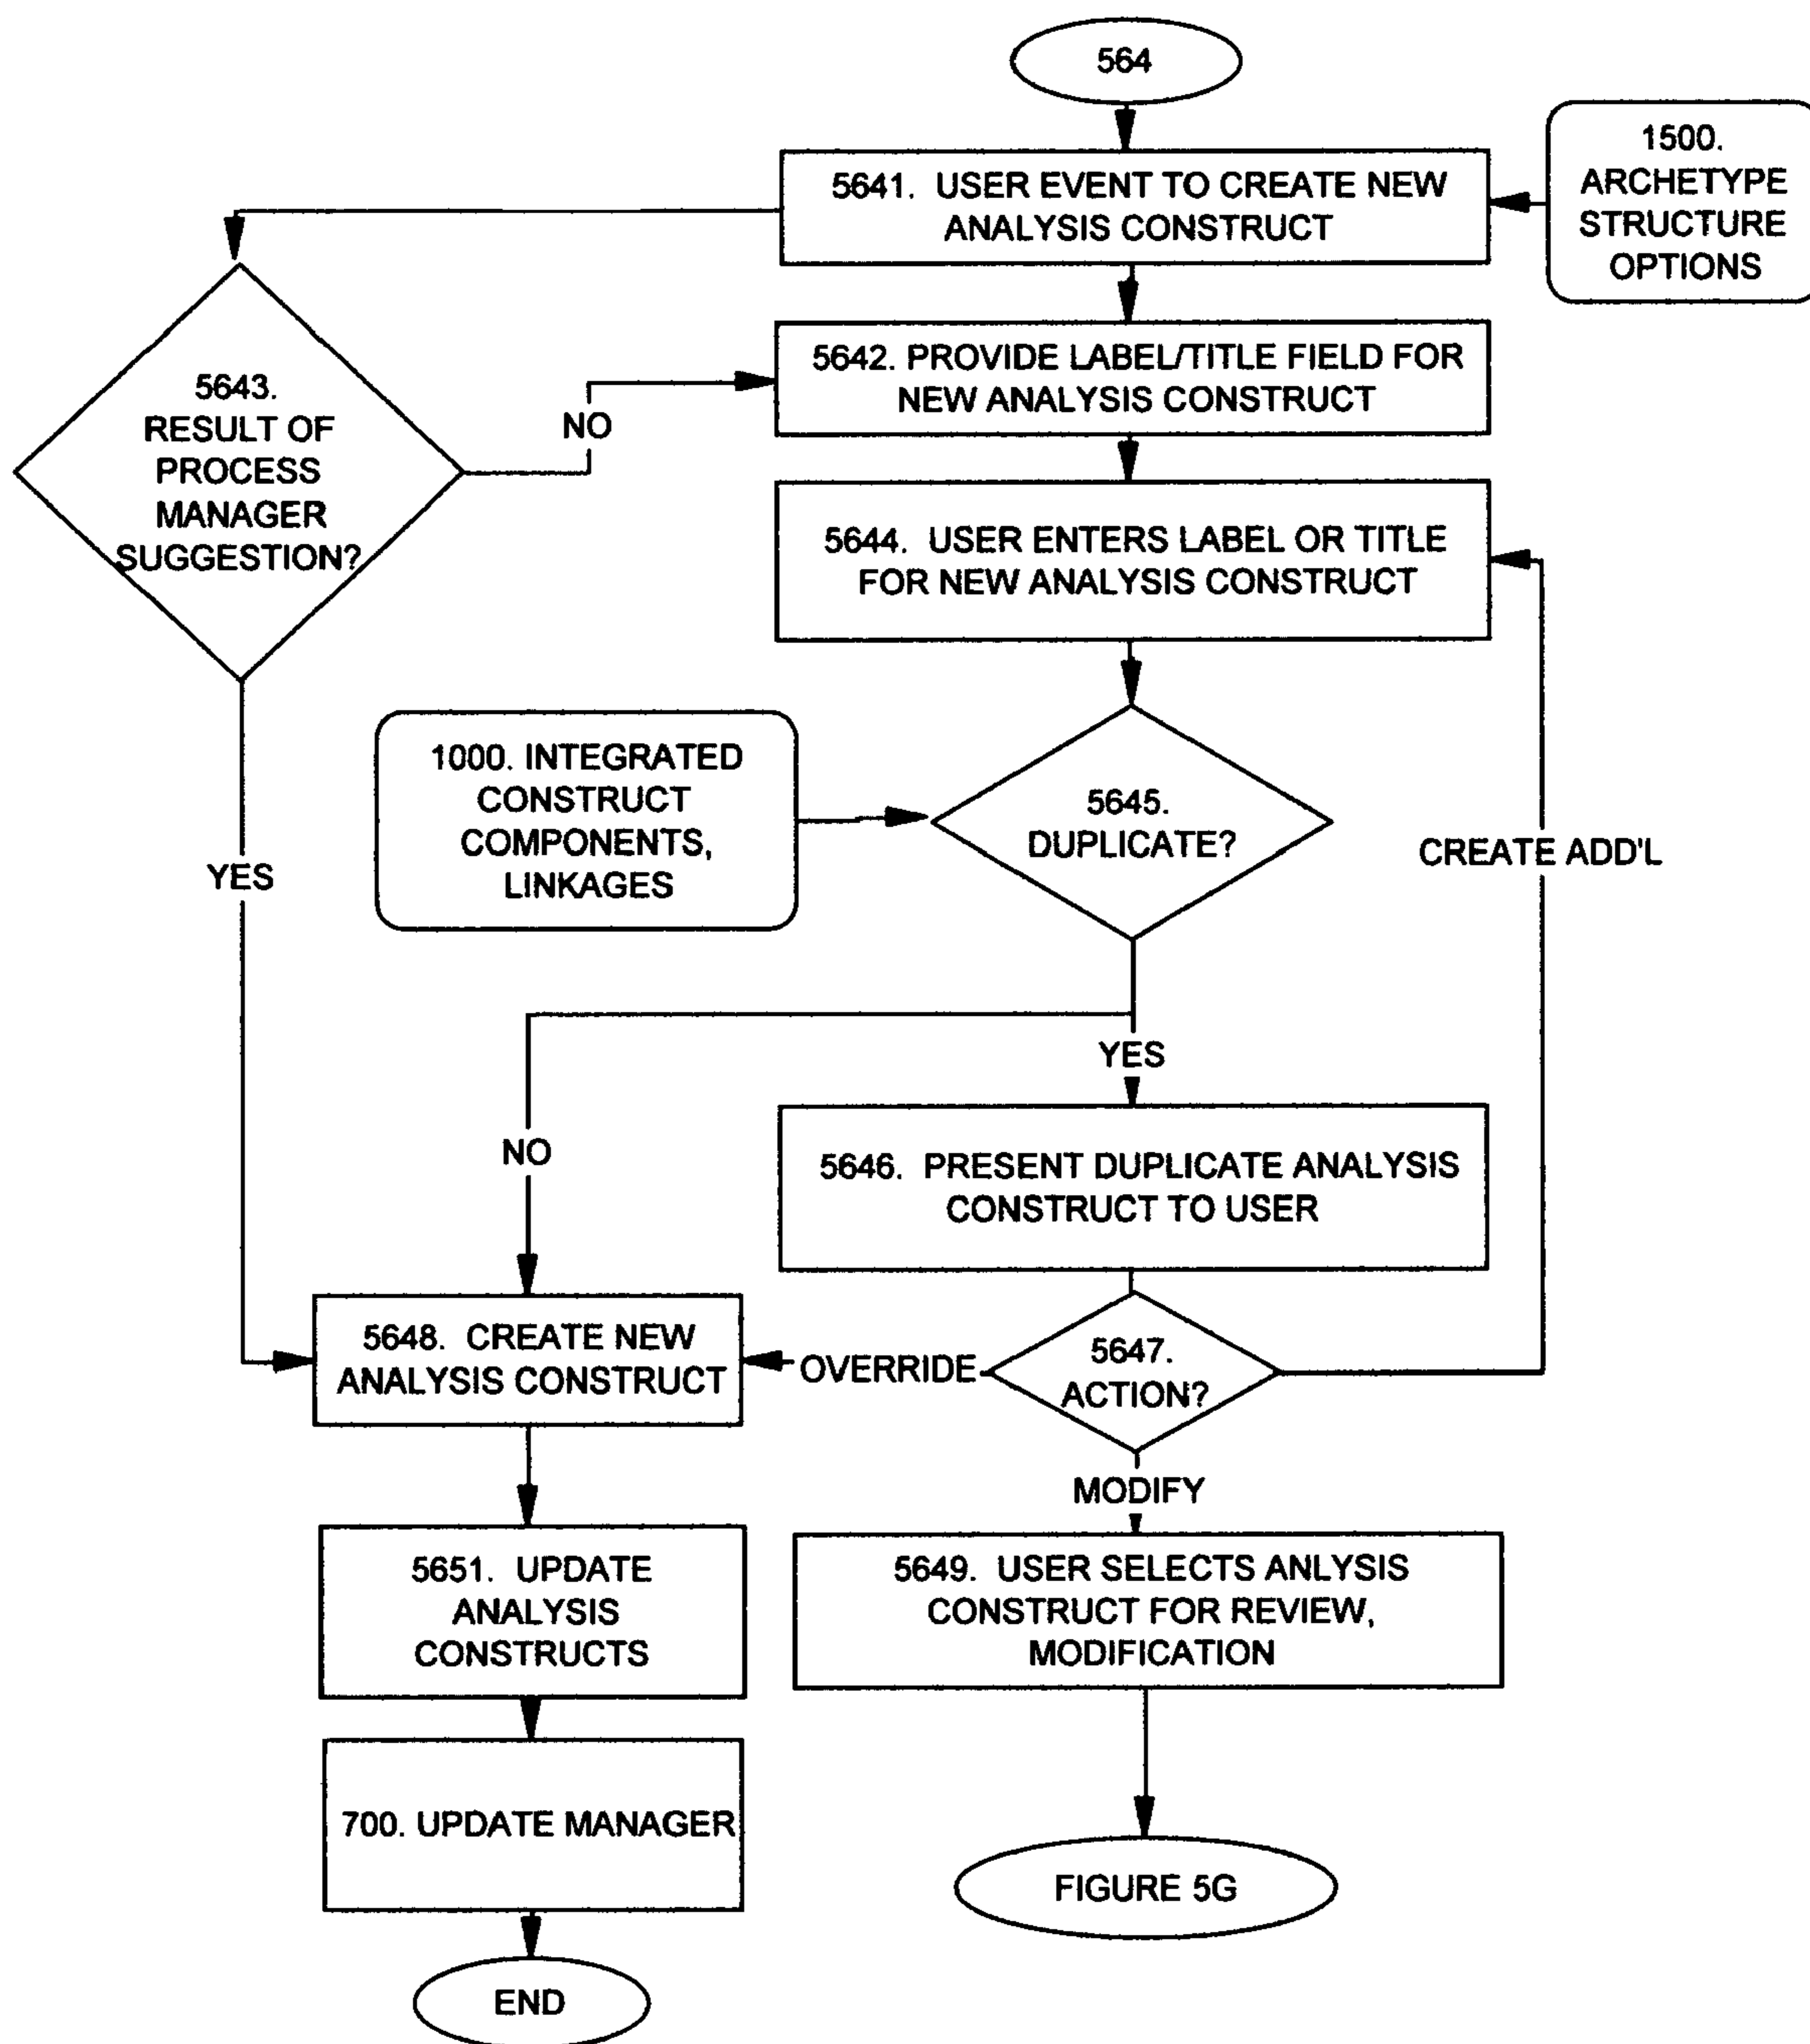 564
1500.
ARCHETYPE
STRUCTURE
OPTIONS
5641. USER EVENT TO CREATE NEW
ANALYSIS CONSTRUCT
5642. PROVIDE LABEL/TITLE FIELD FOR
NEW ANALYSIS CONSTRUCT
5643.
RESULT OF
PROCESS
MANAGER
SUGGESTION?
NO
5644. USER ENTERS LABEL OR TITLE
FOR NEW ANALYSIS CONSTRUCT
1000. INTEGRATED
CONSTRUCT
COMPONENTS,
LINKAGES
5645.
DUPLICATE?
CREATE ADD'L
YES
YES
NO
5646. PRESENT DUPLICATE ANALYSIS
CONSTRUCT TO USER
5648. CREATE NEW
ANALYSIS CONSTRUCT
OVERRIDE
5647.
ACTION?
MODIFY
5651. UPDATE
ANALYSIS
CONSTRUCTS
5649. USER SELECTS ANLYSIS
CONSTRUCT FOR REVIEW,
MODIFICATION
700. UPDATE MANAGER
FIGURE 5G
END